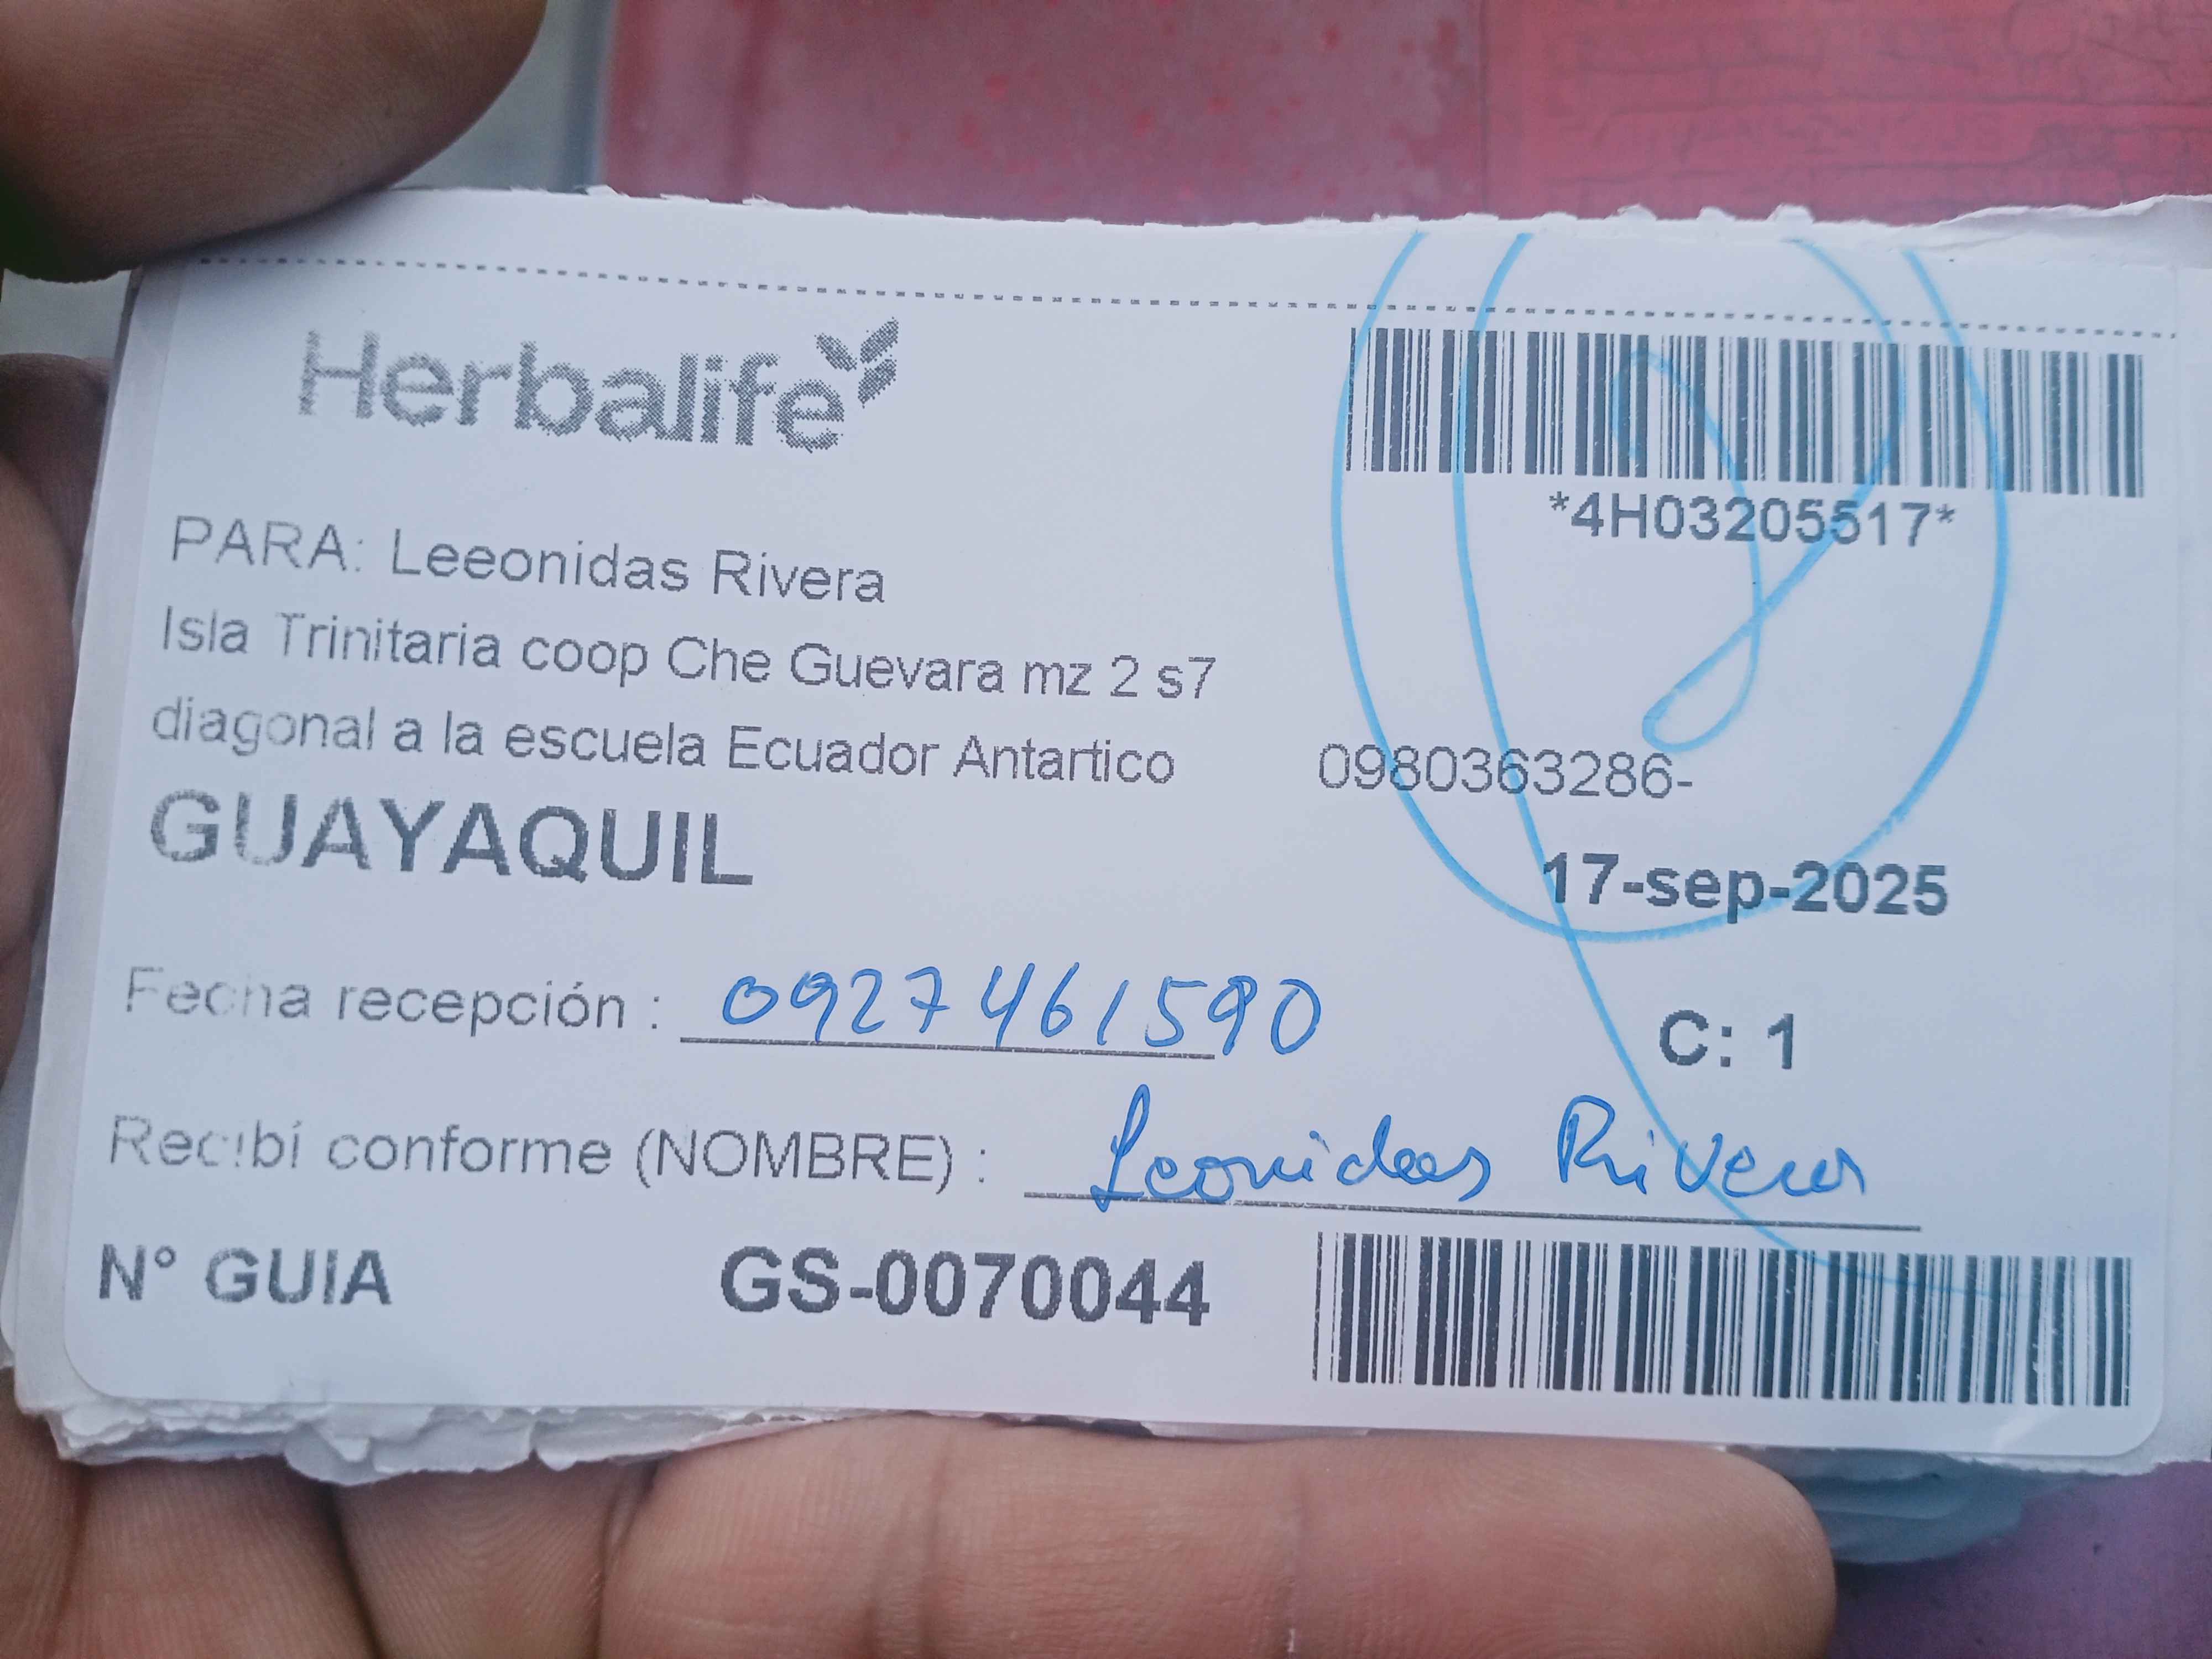 Herbalife
*4H03205517*
PARA: Leeonidas Rivera
Isla Trinitaria coop Che Guevara mz 2 s7
diagonal a la escuela Ecuador Antartico 0980363286-
GUAYAQUIL 17-sep-2025
Fecha recepción : 0927461590 C: 1
Recibí conforme (NOMBRE) : Leonidas Rivera
N° GUIA GS-0070044